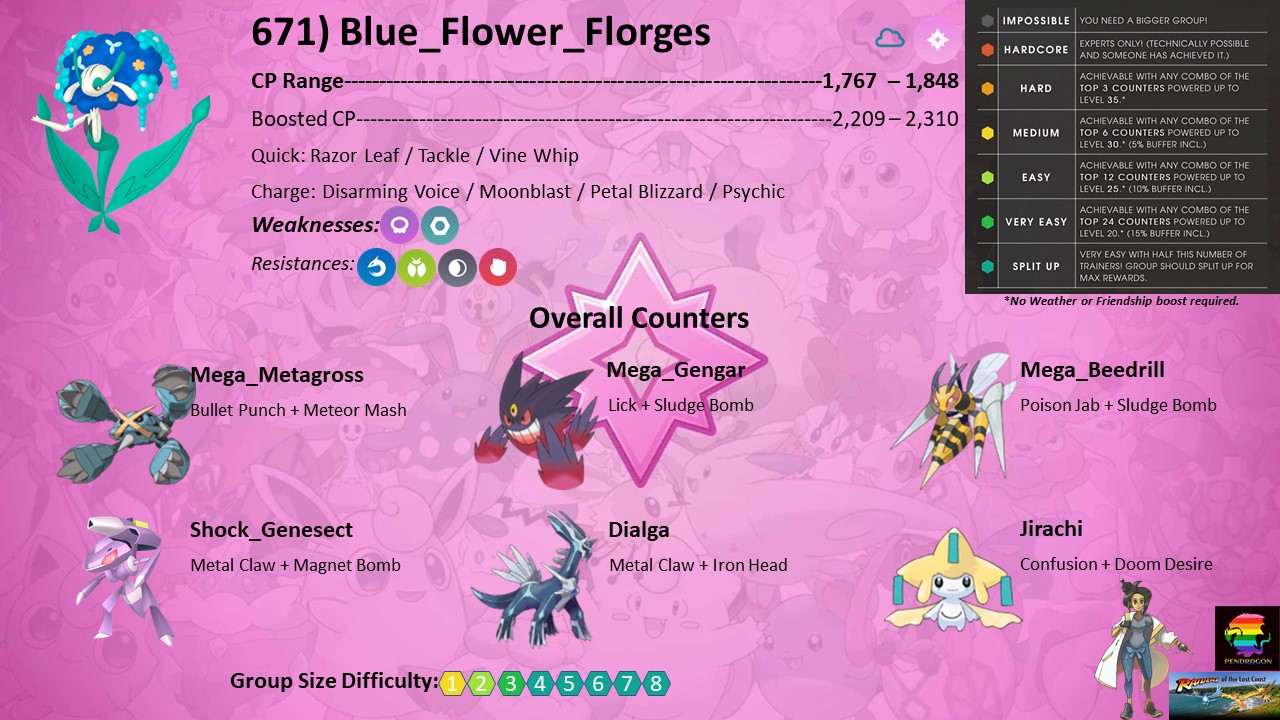 671) Blue_Flower_Florges
CP Range--------------------------------------------------------------------1,767 – 1,848
Boosted CP--------------------------------------------------------------------2,209 – 2,310
Quick: Razor Leaf / Tackle / Vine Whip
Charge: Disarming Voice / Moonblast / Petal Blizzard / Psychic
Weaknesses:
Resistances:
IMPOSSIBLE YOU NEED A BIGGER GROUP!
HARDCORE EXPERTS ONLY! (TECHNICALLY POSSIBLE
AND SOMEONE HAS ACHIEVED IT.)
HARD ACHIEVABLE WITH ANY COMBO OF THE
TOP 3 COUNTERS POWERED UP TO
LEVEL 35.*
MEDIUM ACHIEVABLE WITH ANY COMBO OF THE
TOP 6 COUNTERS POWERED UP TO
LEVEL 30.* (5% BUFFER INCL.)
EASY ACHIEVABLE WITH ANY COMBO OF THE
TOP 12 COUNTERS POWERED UP TO
LEVEL 25.* (10% BUFFER INCL.)
VERY EASY ACHIEVABLE WITH ANY COMBO OF THE
TOP 24 COUNTERS POWERED UP TO
LEVEL 20.* (15% BUFFER INCL.)
SPLIT UP VERY EASY WITH HALF THIS NUMBER OF
TRAINERS! GROUP SHOULD SPLIT UP FOR
MAX REWARDS.
*No Weather or Friendship boost required.
Overall Counters
Mega_Metagross
Bullet Punch + Meteor Mash
Mega_Gengar
Lick + Sludge Bomb
Mega_Beedrill
Poison Jab + Sludge Bomb
Shock_Genesect
Metal Claw + Magnet Bomb
Dialga
Metal Claw + Iron Head
Jirachi
Confusion + Doom Desire
Group Size Difficulty: 1 2 3 4 5 6 7 8
PENDRAGON
RAIDERS of the Lost Coast